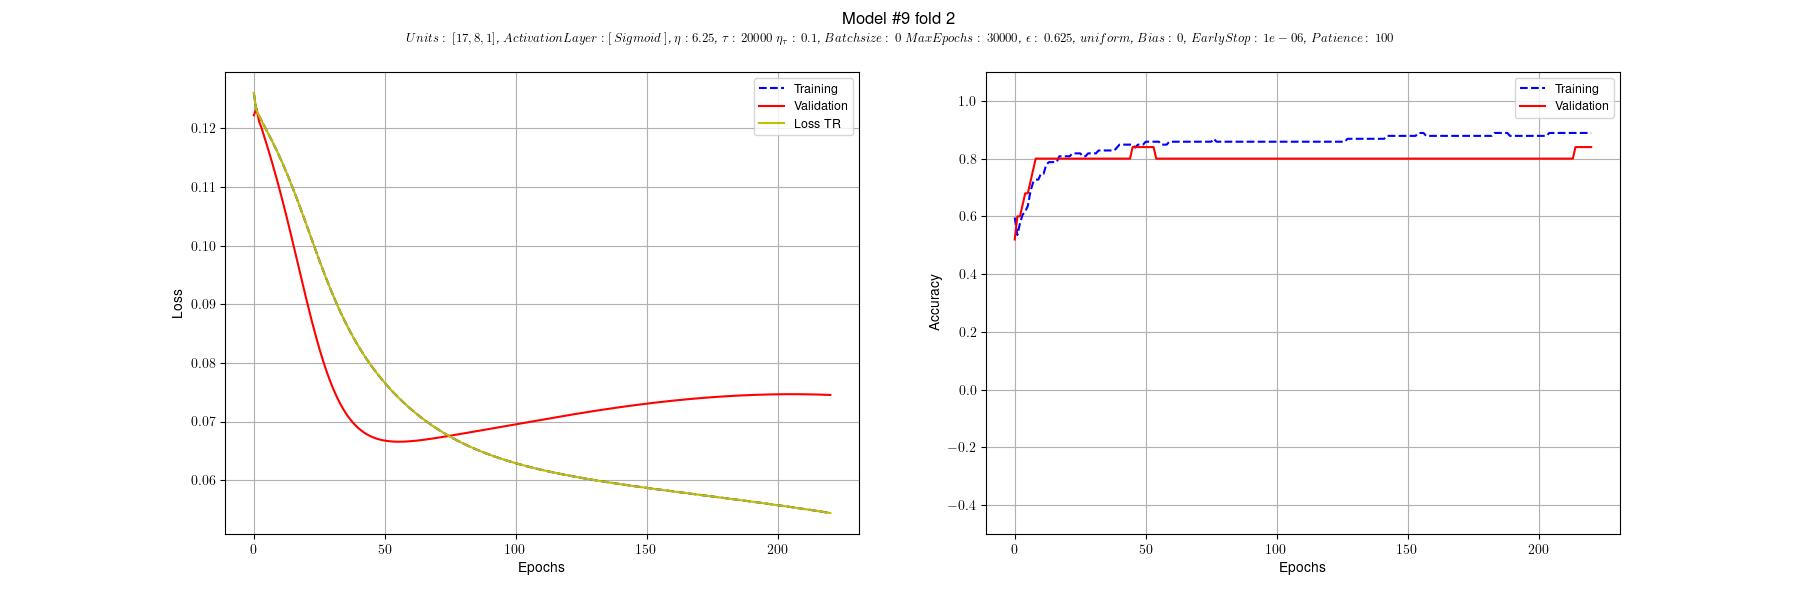 Model #9 fold 2
Units : [17, 8, 1], ActivationLayer : [ Sigmoid ], η : 6.25, τ : 20000 ητ : 0.1, Batchsize : 0 MaxEpochs : 30000, ϵ : 0.625, uniform, Bias : 0, EarlyStop : 1e − 06, Patience : 100
Training
Validation
Loss TR
0.12
0.11
0.10
0.09
0.08
0.07
0.06
Loss
0 50 100 150 200
Epochs
Training
Validation
1.0
0.8
0.6
0.4
0.2
0.0
−0.2
−0.4
Accuracy
0 50 100 150 200
Epochs